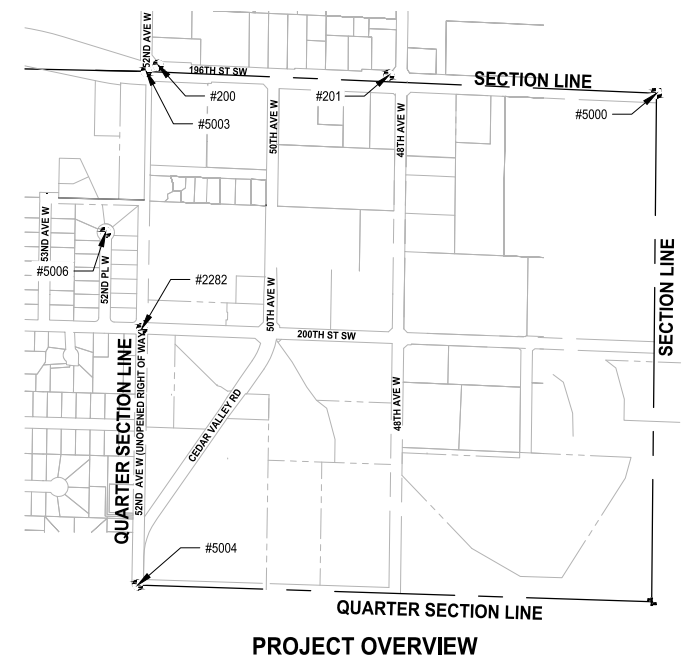 52ND AVE W
196TH ST SW
SECTION LINE
#200
#201
#5003
#5000
50TH AVE W
48TH AVE W
53ND AVE W
#5006
52ND PL W
#2282
50TH AVE W
SECTION LINE
200TH ST SW
QUARTER SECTION LINE
52ND AVE W (UNOPENED RIGHT OF WAY)
CEDAR VALLEY RD
48TH AVE W
#5004
QUARTER SECTION LINE
PROJECT OVERVIEW